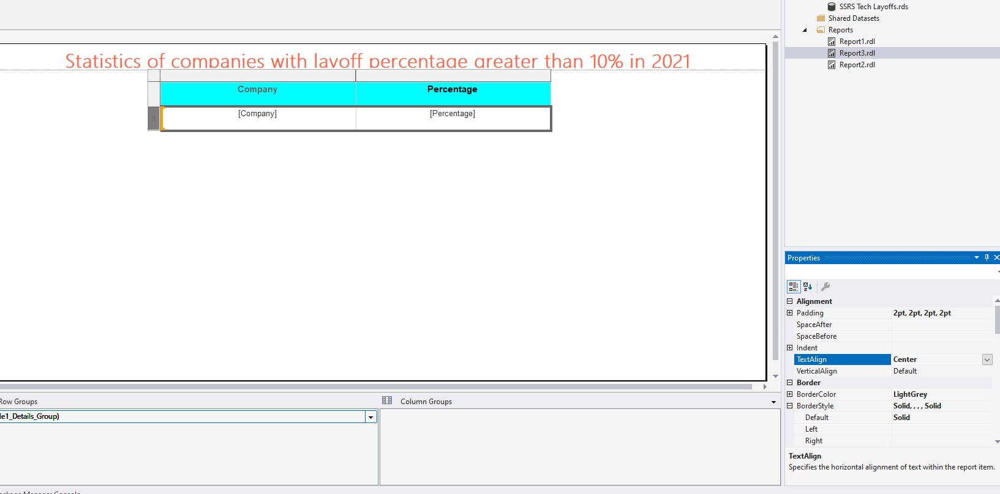 SSRS Tech Layoffs.rds
Shared Datasets
Reports
Report1.rdl
Report3.rdl
Report2.rdl
Statistics of companies with layoff percentage greater than 10% in 2021
Company Percentage
[Company] [Percentage]
Row Groups
le1_Details_Group)
Column Groups
Properties
Alignment
Padding 2pt, 2pt, 2pt, 2pt
SpaceAfter
SpaceBefore
Indent
TextAlign Center
VerticalAlign Default
Border
BorderColor LightGrey
BorderStyle Solid, , , , Solid
Default Solid
Left
Right
TextAlign
Specifies the horizontal alignment of text within the report item.
ackage Manager Console